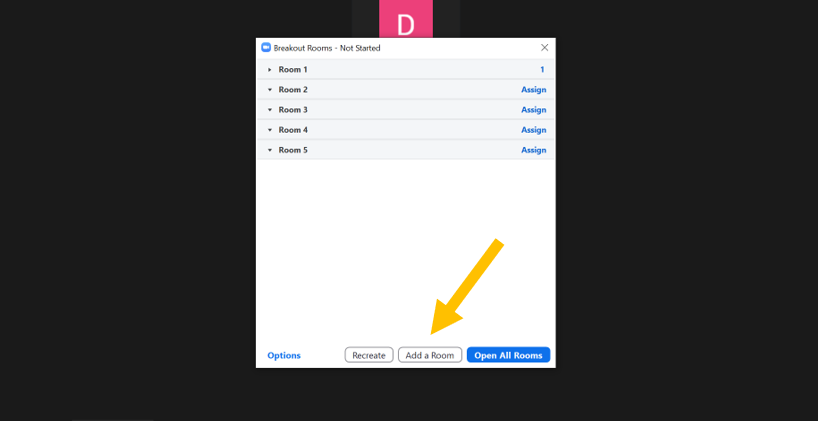 D
Breakout Rooms - Not Started
Room 1 1
Room 2 Assign
Room 3 Assign
Room 4 Assign
Room 5 Assign
Options Recreate Add a Room Open All Rooms